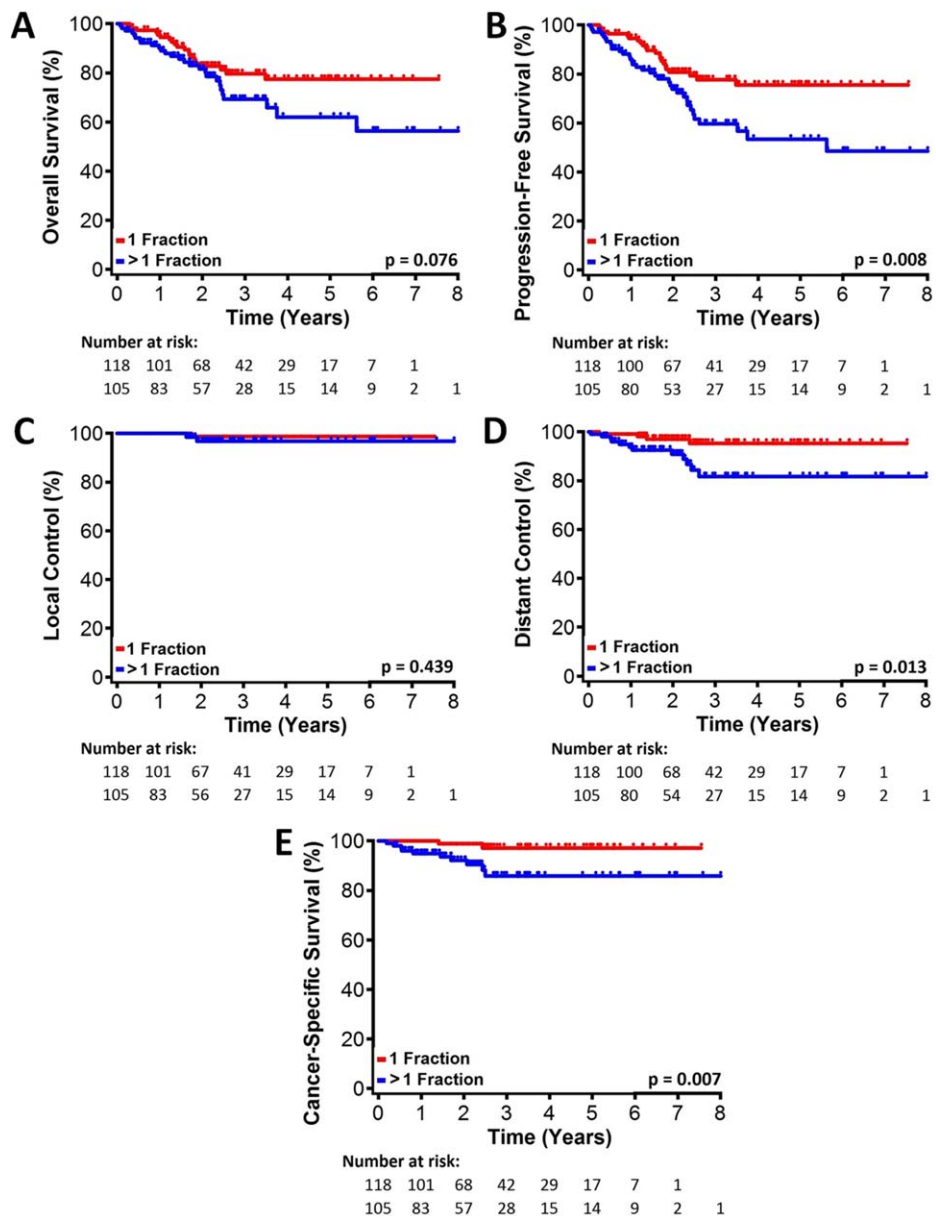 A
100
80
60
40
20
0
Overall Survival (%)
1 Fraction
>1 Fraction
p = 0.076
0 1 2 3 4 5 6 7 8
Time (Years)
Number at risk:
118 101 68 42 29 17 7 1
105 83 57 28 15 14 9 2 1
B
100
80
60
40
20
0
Progression-Free Survival (%)
1 Fraction
>1 Fraction
p = 0.008
0 1 2 3 4 5 6 7 8
Time (Years)
Number at risk:
118 100 67 41 29 17 7 1
105 80 53 27 15 14 9 2 1
C
100
80
60
40
20
0
Local Control (%)
1 Fraction
>1 Fraction
p = 0.439
0 1 2 3 4 5 6 7 8
Time (Years)
Number at risk:
118 101 67 41 29 17 7 1
105 83 56 27 15 14 9 2 1
D
100
80
60
40
20
0
Distant Control (%)
1 Fraction
>1 Fraction
p = 0.013
0 1 2 3 4 5 6 7 8
Time (Years)
Number at risk:
118 100 68 42 29 17 7 1
105 80 54 27 15 14 9 2 1
E
100
80
60
40
20
0
Cancer-Specific Survival (%)
1 Fraction
>1 Fraction
p = 0.007
0 1 2 3 4 5 6 7 8
Time (Years)
Number at risk:
118 101 68 42 29 17 7 1
105 83 57 28 15 14 9 2 1